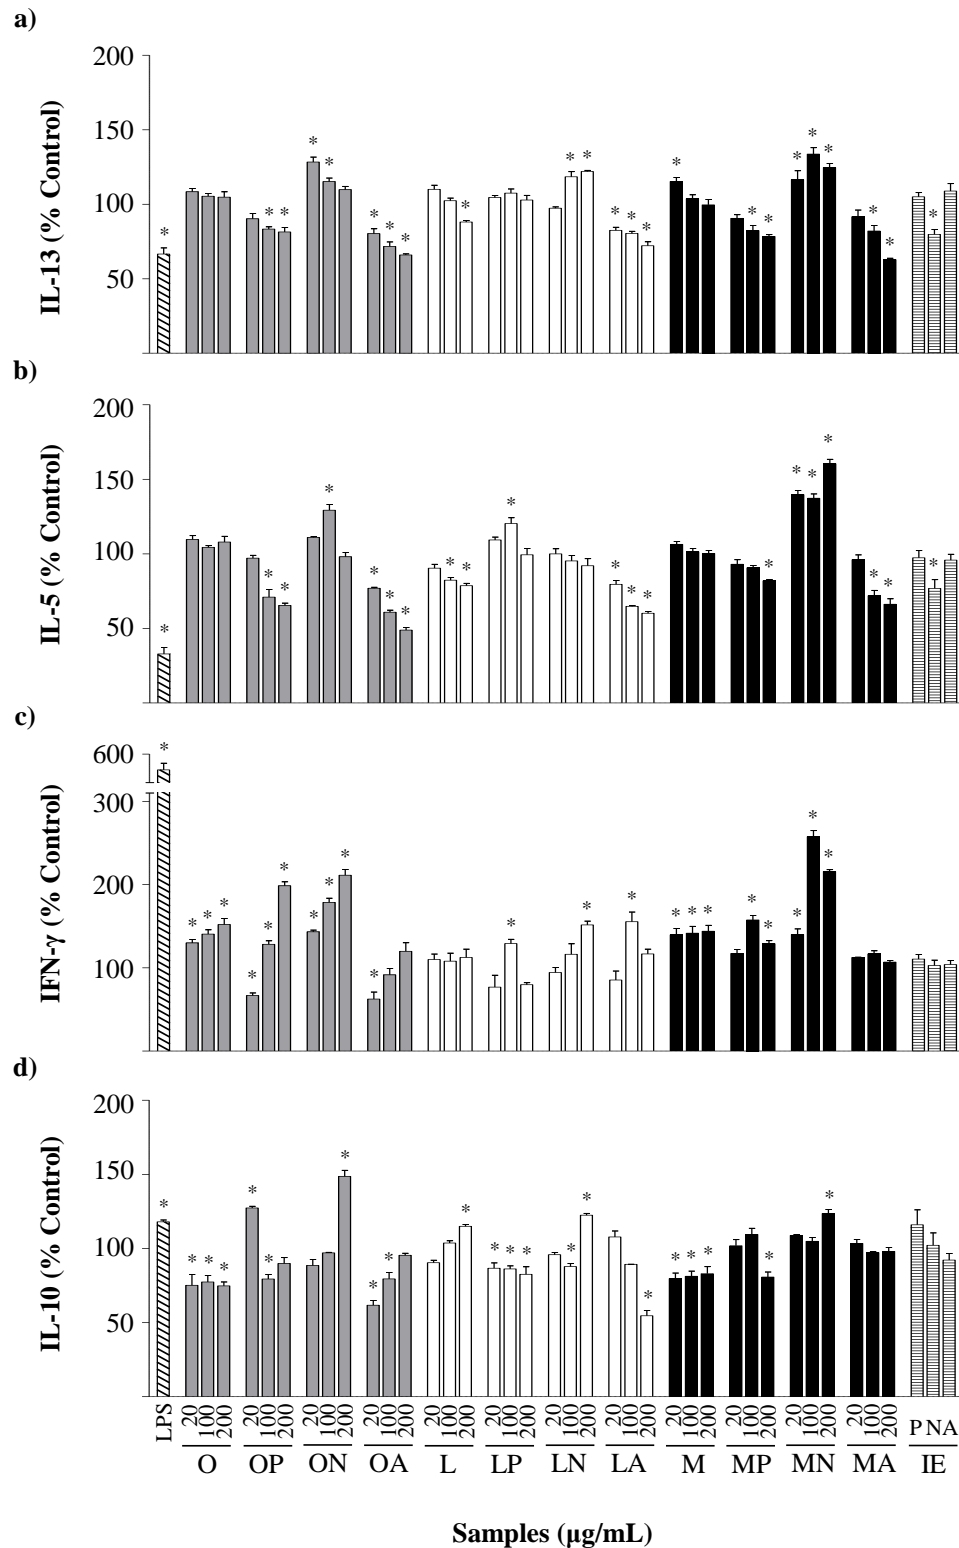 a)
200
150
100
50
IL-13 (% Control)
* * * * * * * * * * * * * * * * * * * * * * *
b)
200
150
100
50
IL-5 (% Control)
* * * * * * * * * * * * * * * * * * * *
c)
600
300
200
100
IFN-γ (% Control)
* * * * * * * * * * * * * * * * * * * * * *
d)
200
150
100
50
IL-10 (% Control)
* * * * * * * * * * * * * * * * * * * *
LPS 20 100 200 20 100 200 20 100 200 20 100 200 20 100 200 20 100 200 20 100 200 20 100 200 20 100 200 20 100 200 20 100 200 20 100 200 P N A
O OP ON OA L LP LN LA M MP MN MA IE
Samples (µg/mL)